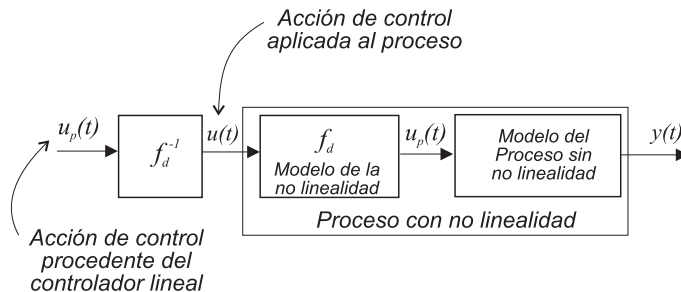 Acción de control
aplicada al proceso
u_p(t)
f_d^-1
u(t)
f_d
Modelo de la
no linealidad
u_p(t)
Modelo del
Proceso sin
no linealidad
y(t)
Proceso con no linealidad
Acción de control
procedente del
controlador lineal